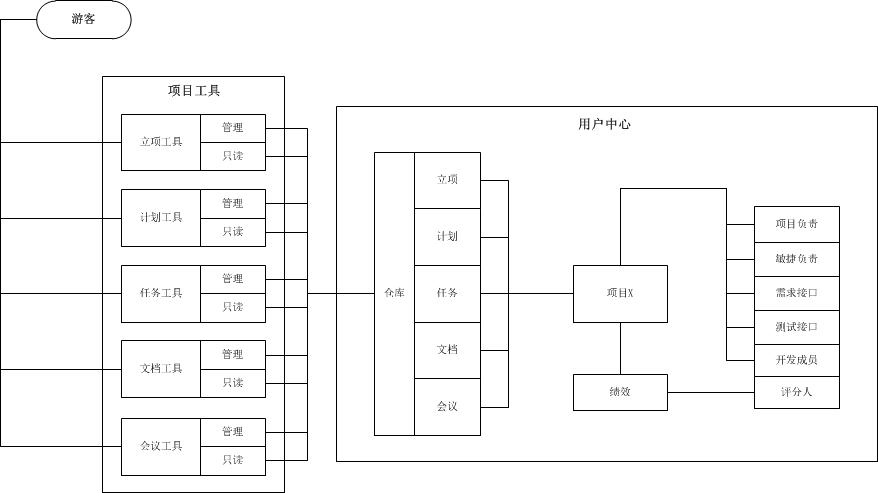 游客
项目工具
立项工具
管理
只读
计划工具
管理
只读
任务工具
管理
只读
文档工具
管理
只读
会议工具
管理
只读
用户中心
仓库
立项
计划
任务
文档
会议
项目X
绩效
项目负责
敏捷负责
需求接口
测试接口
开发成员
评分人